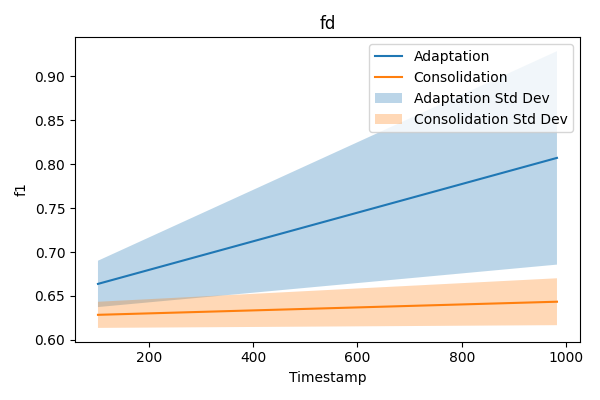 fd
Adaptation
Consolidation
Adaptation Std Dev
Consolidation Std Dev
f1
0.90
0.85
0.80
0.75
0.70
0.65
0.60
200
400
600
800
1000
Timestamp